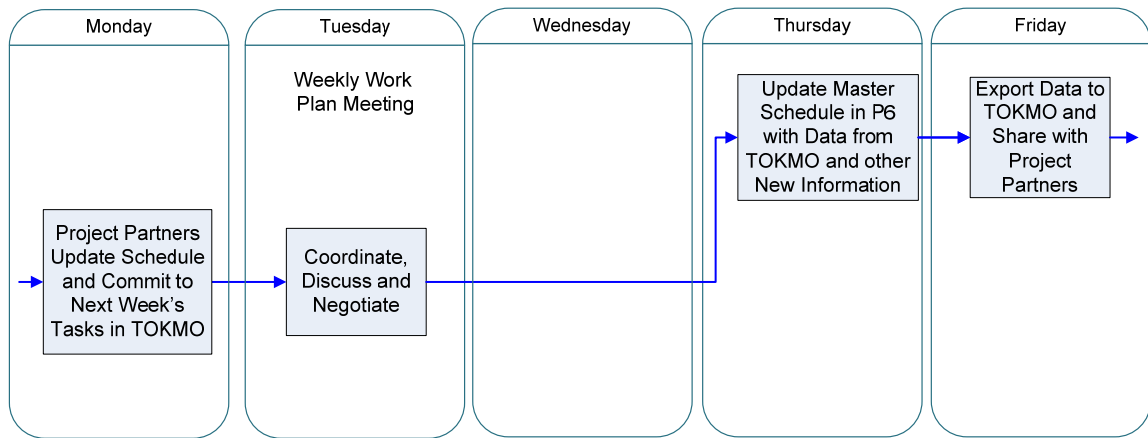 Monday
Tuesday
Wednesday
Thursday
Friday
Weekly Work
Plan Meeting
Project Partners
Update Schedule
and Commit to
Next Week's
Tasks in TOKMO
Coordinate,
Discuss and
Negotiate
Update Master
Schedule in P6
with Data from
TOKMO and other
New Information
Export Data to
TOKMO and
Share with
Project
Partners